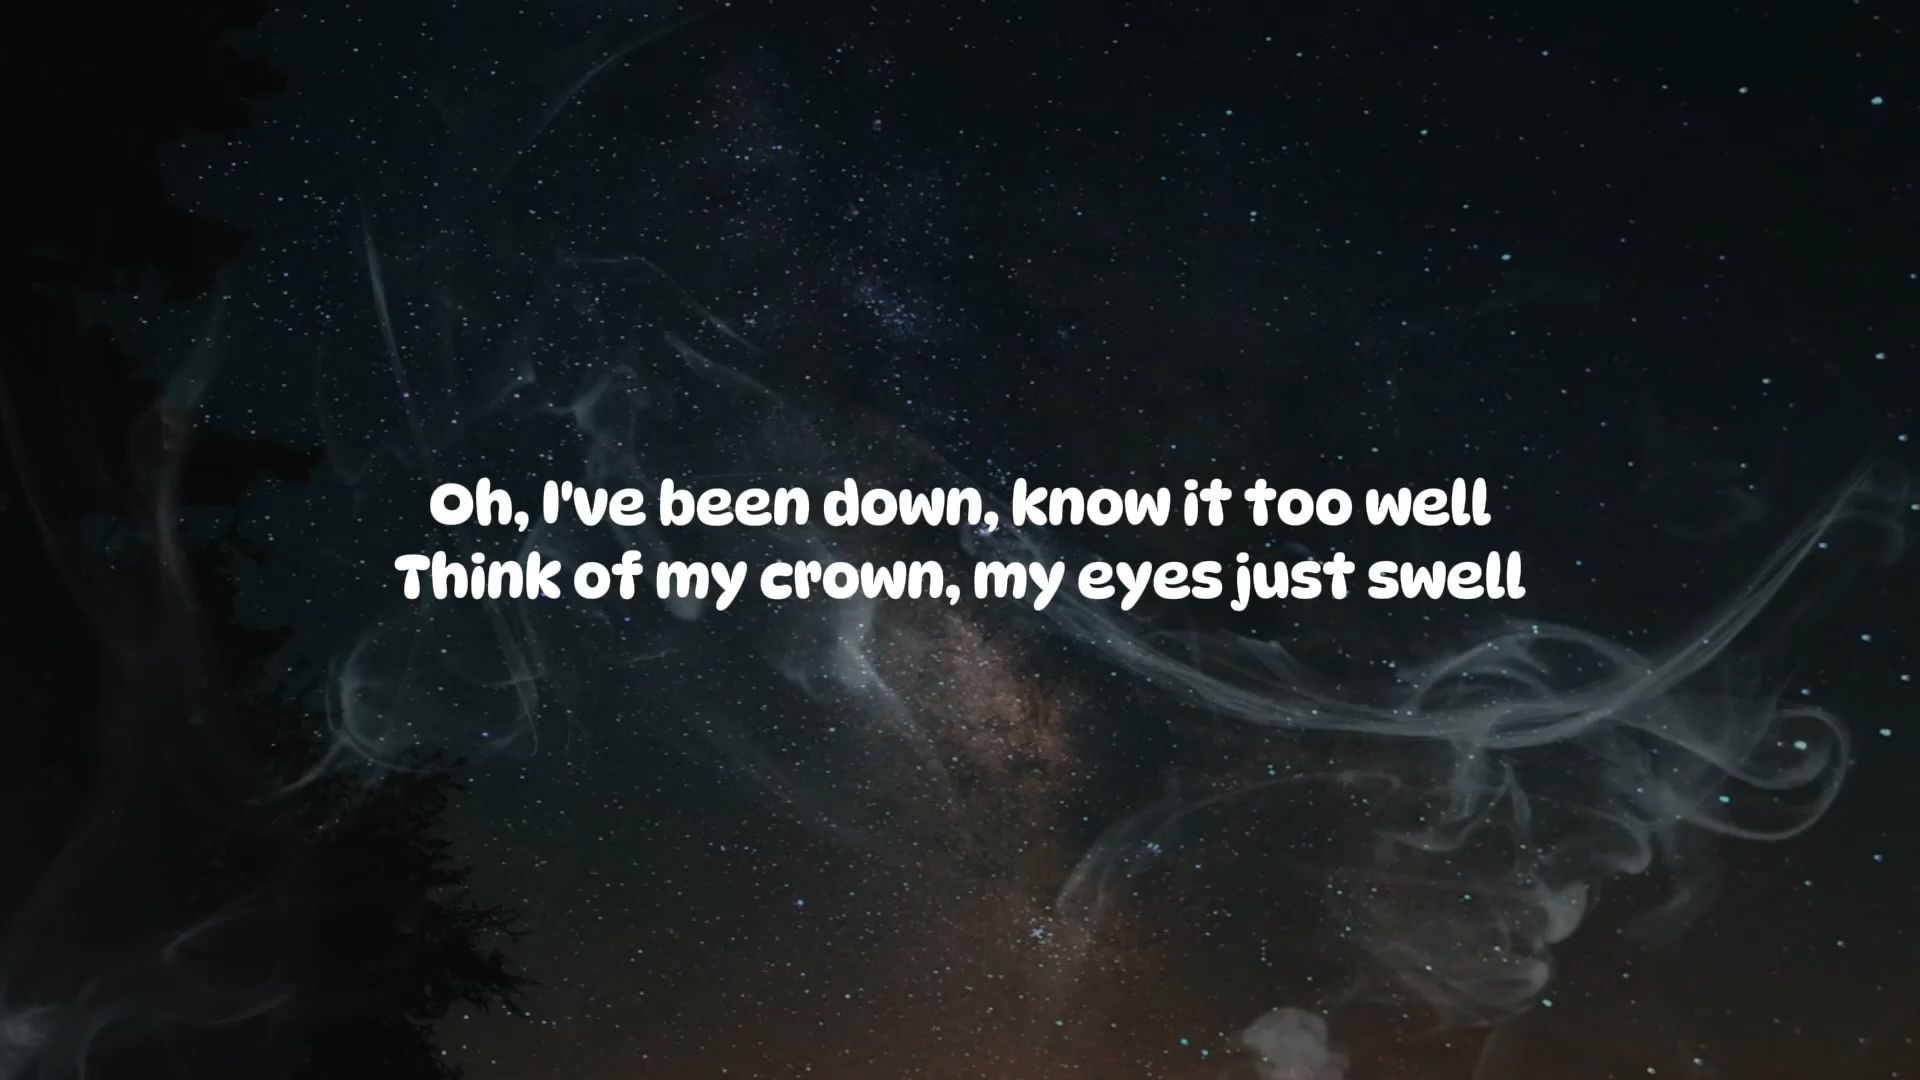 Oh, I've been down, know it too well
Think of my crown, my eyes just swell